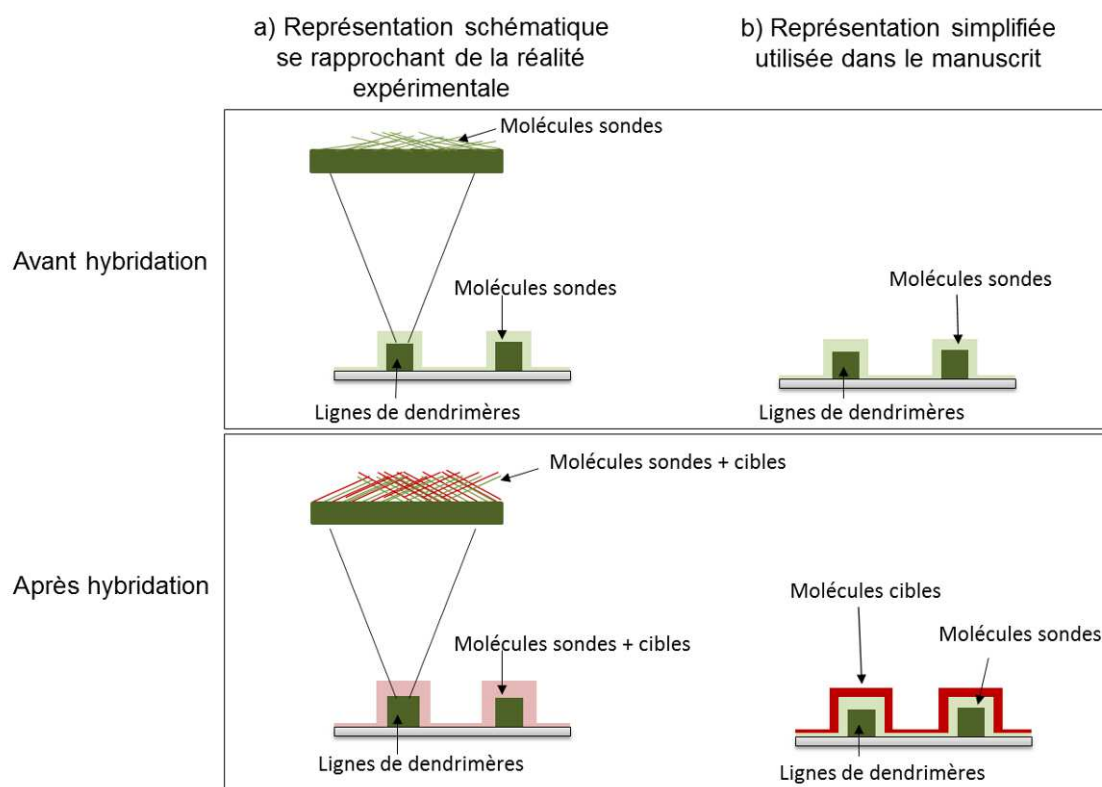 a) Représentation schématique
se rapprochant de la réalité
expérimentale
b) Représentation simplifiée
utilisée dans le manuscrit
Avant hybridation
Molécules sondes
Molécules sondes
Lignes de dendrimères
Molécules sondes
Lignes de dendrimères
Après hybridation
Molécules sondes + cibles
Molécules sondes + cibles
Lignes de dendrimères
Molécules cibles
Molécules sondes
Lignes de dendrimères